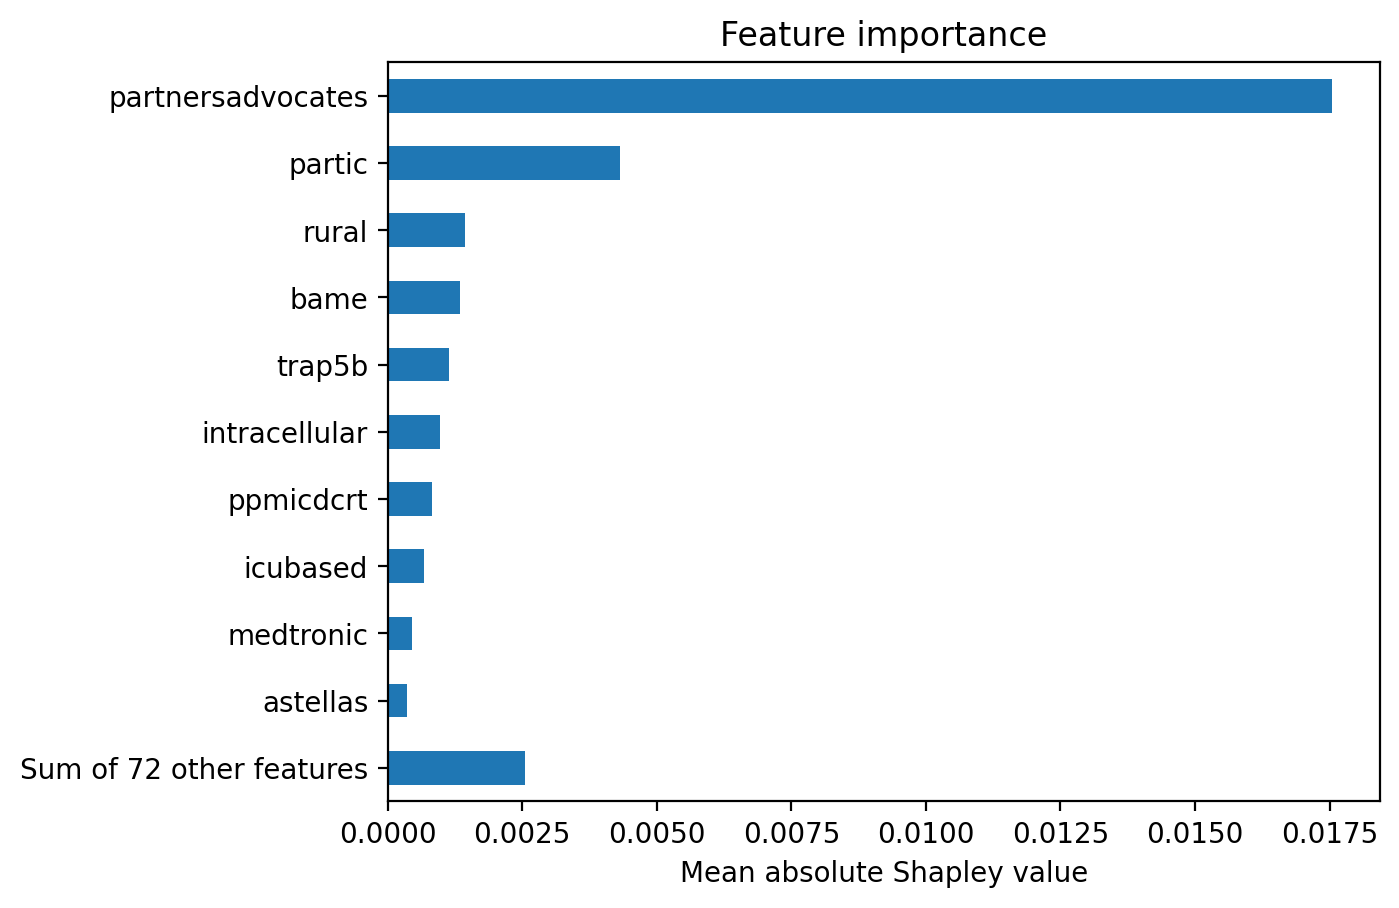 Feature importance
partnersadvocates
partic
rural
bame
trap5b
intracellular
ppmicdcrt
icubased
medtronic
astellas
Sum of 72 other features
0.0000 0.0025 0.0050 0.0075 0.0100 0.0125 0.0150 0.0175
Mean absolute Shapley value